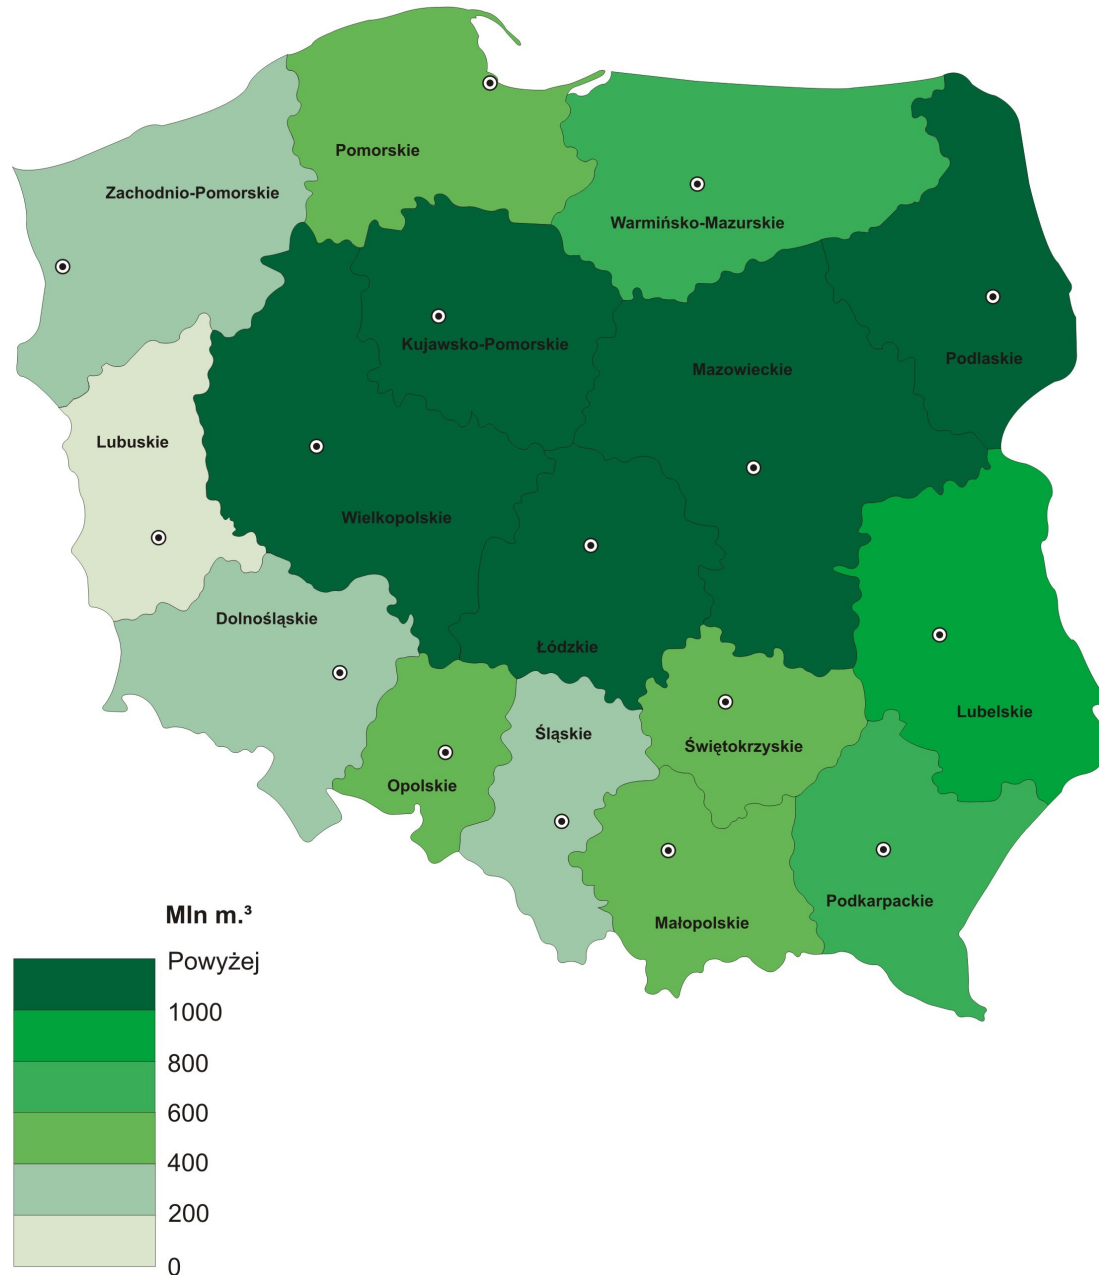 Pomorskie
Zachodnio-Pomorskie
Warmińsko-Mazurskie
Kujawsko-Pomorskie
Podlaskie
Mazowieckie
Lubuskie
Wielkopolskie
Dolnośląskie
Łódzkie
Lubelskie
Śląskie
Świętokrzyskie
Opolskie
Podkarpackie
Małopolskie
Mln m.³
Powyżej
1000
800
600
400
200
0